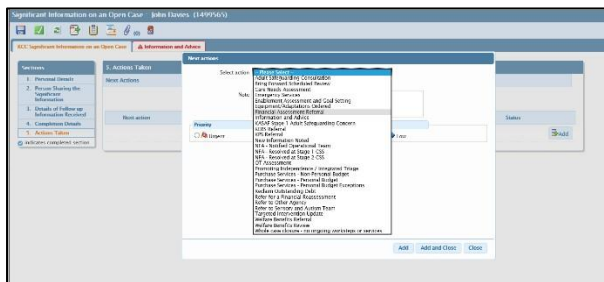 Significant Information on an Open Case John Davies (1499565)
KCC Significant Information on an Open Case
Information and Advice
Sections
1. Personal Details
2. Person Sharing the Significant Information
3. Details of Follow up Information Received
4. Completion Details
5. Actions Taken
indicates completed section
5. Actions Taken
Next Actions
Next action
Status
Add
Next actions
Select action
- Please Select -
Adult Safeguarding Consultation
Bring Forward Scheduled Review
Care Needs Assessment
Emergency Services
Enablement Assessment and Goal Setting
Equipment/Adaptations Ordered
Financial Assessment Referral
Information and Advice
KASAF Stage 1 Adult Safeguarding Concern
Referral
Referral
New Information Noted
NFA - Notified Operational Team
NFA - Resolved at Stage 1 CSS
NFA - Resolved at Stage 2 CSS
OT Assessment
Promoting Independence / Integrated Triage
Purchase Services - Non Personal Budget
Purchase Services - Personal Budget
Purchase Services - Personal Budget Exceptions
Reclaim Outstanding Debt
Refer for a Financial Reassessment
Refer to Other Agency
Refer to Sensory and Autism Team
Targeted Intervention Update
Welfare Benefits Referral
Welfare Benefits Review
Whole case closure - no ongoing worksteps or services
Note
Priority
Urgent
Low
Add
Add and Close
Close